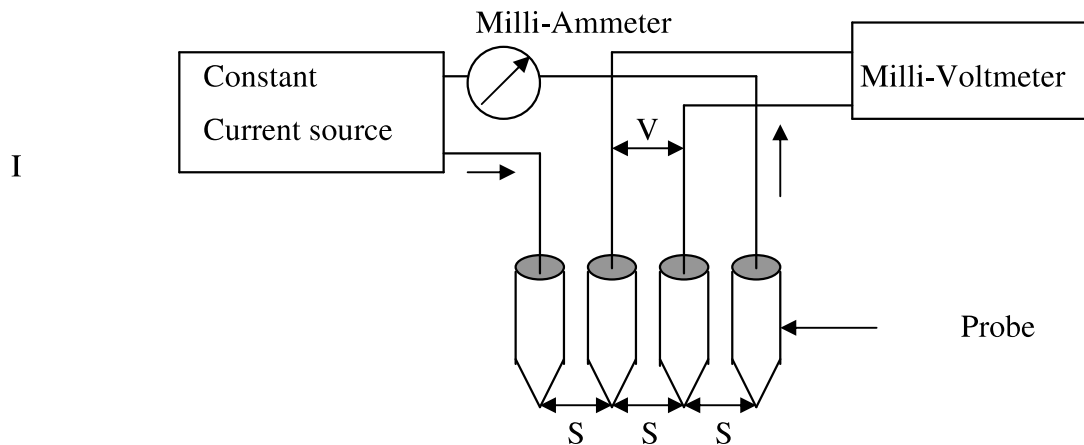 Milli-Ammeter
Constant
Current source
Milli-Voltmeter
V
I
Probe
S
S
S